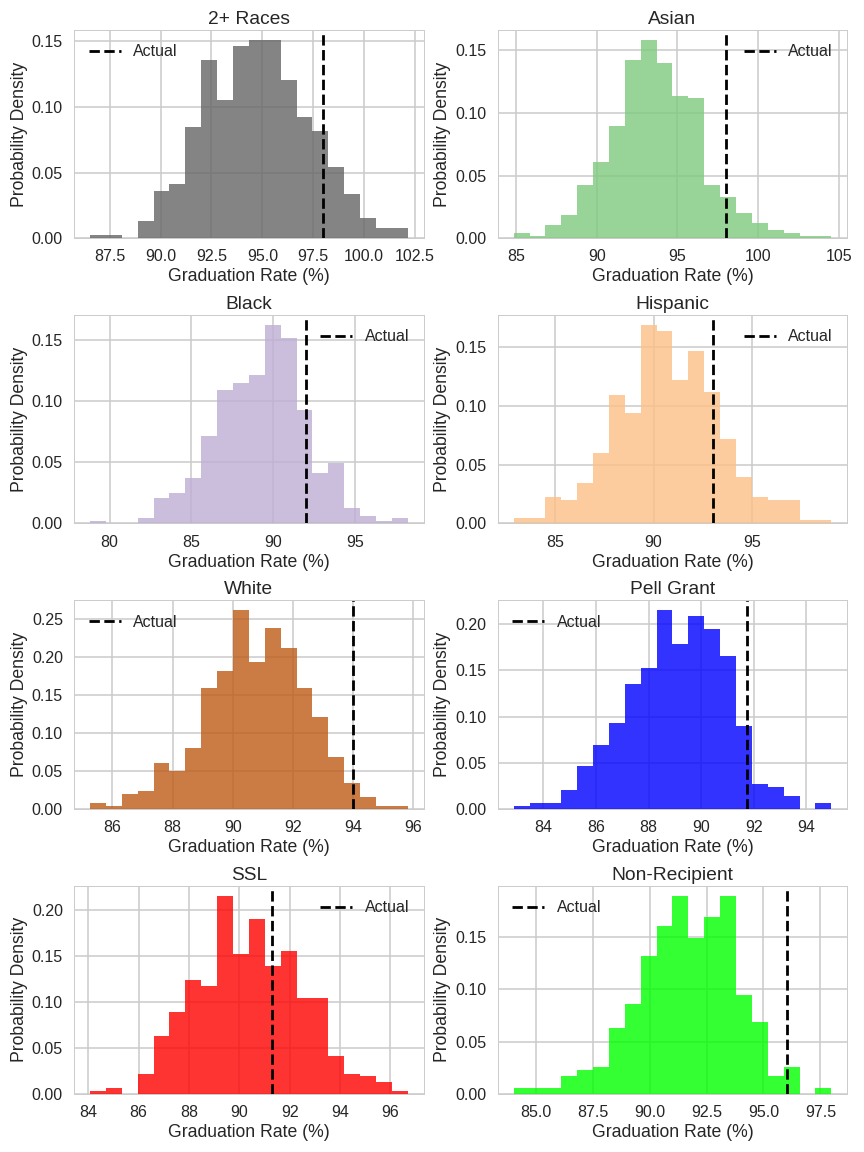 2+ Races
Probability Density
0.15
0.10
0.05
0.00
Actual
87.5 90.0 92.5 95.0 97.5 100.0 102.5
Graduation Rate (%)
Asian
Probability Density
0.15
0.10
0.05
0.00
Actual
85 90 95 100 105
Graduation Rate (%)
Black
Probability Density
0.15
0.10
0.05
0.00
Actual
80 85 90 95
Graduation Rate (%)
Hispanic
Probability Density
0.15
0.10
0.05
0.00
Actual
85 90 95
Graduation Rate (%)
White
Probability Density
0.25
0.20
0.15
0.10
0.05
0.00
Actual
86 88 90 92 94 96
Graduation Rate (%)
Pell Grant
Probability Density
0.20
0.15
0.10
0.05
0.00
Actual
84 86 88 90 92 94
Graduation Rate (%)
SSL
Probability Density
0.20
0.15
0.10
0.05
0.00
Actual
84 86 88 90 92 94 96
Graduation Rate (%)
Non-Recipient
Probability Density
0.15
0.10
0.05
0.00
Actual
85.0 87.5 90.0 92.5 95.0 97.5
Graduation Rate (%)